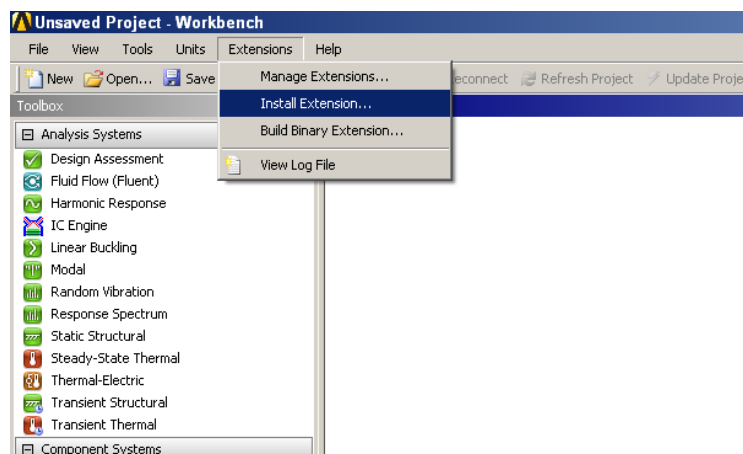 Unsaved Project - Workbench
File View Tools Units Extensions Help
New Open... Save econnect Refresh Project Update Proje
Manage Extensions...
Install Extension...
Build Binary Extension...
View Log File
Toolbox
Analysis Systems
Design Assessment
Fluid Flow (Fluent)
Harmonic Response
IC Engine
Linear Buckling
Modal
Random Vibration
Response Spectrum
Static Structural
Steady-State Thermal
Thermal-Electric
Transient Structural
Transient Thermal
Component Systems